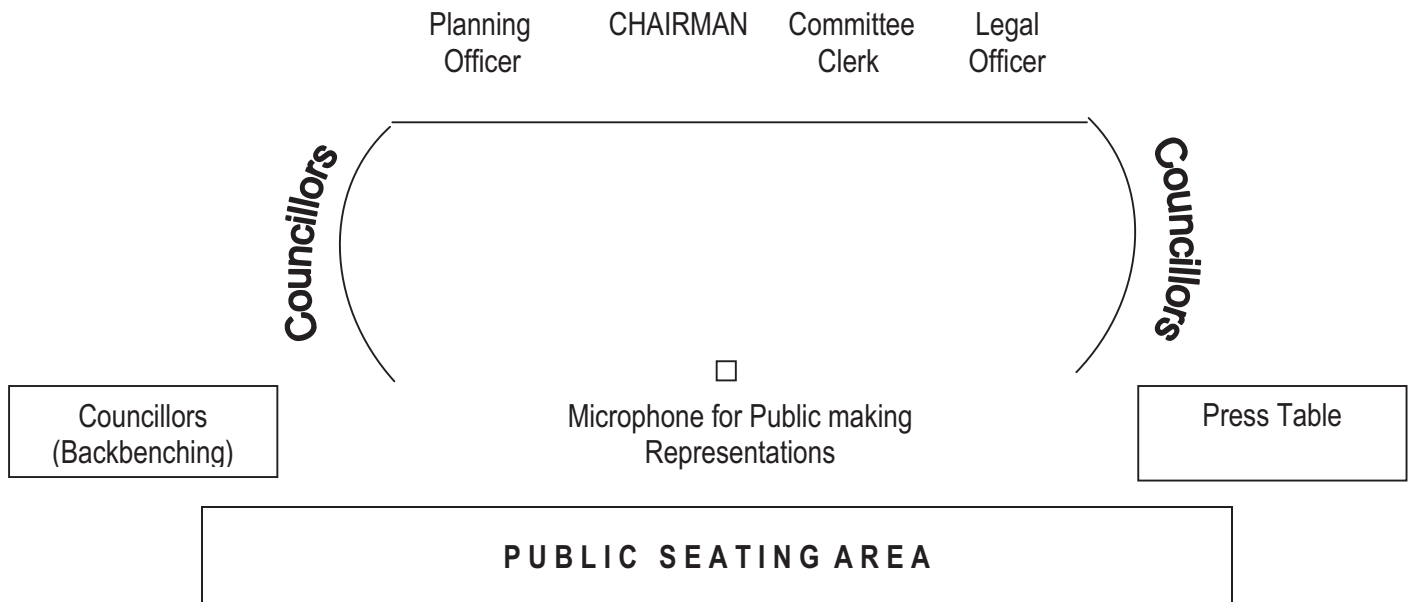 Planning
Officer
CHAIRMAN
Committee
Clerk
Legal
Officer
Councillors
Councillors
Councillors
(Backbenching)
Microphone for Public making
Representations
Press Table
PUBLIC SEATING AREA